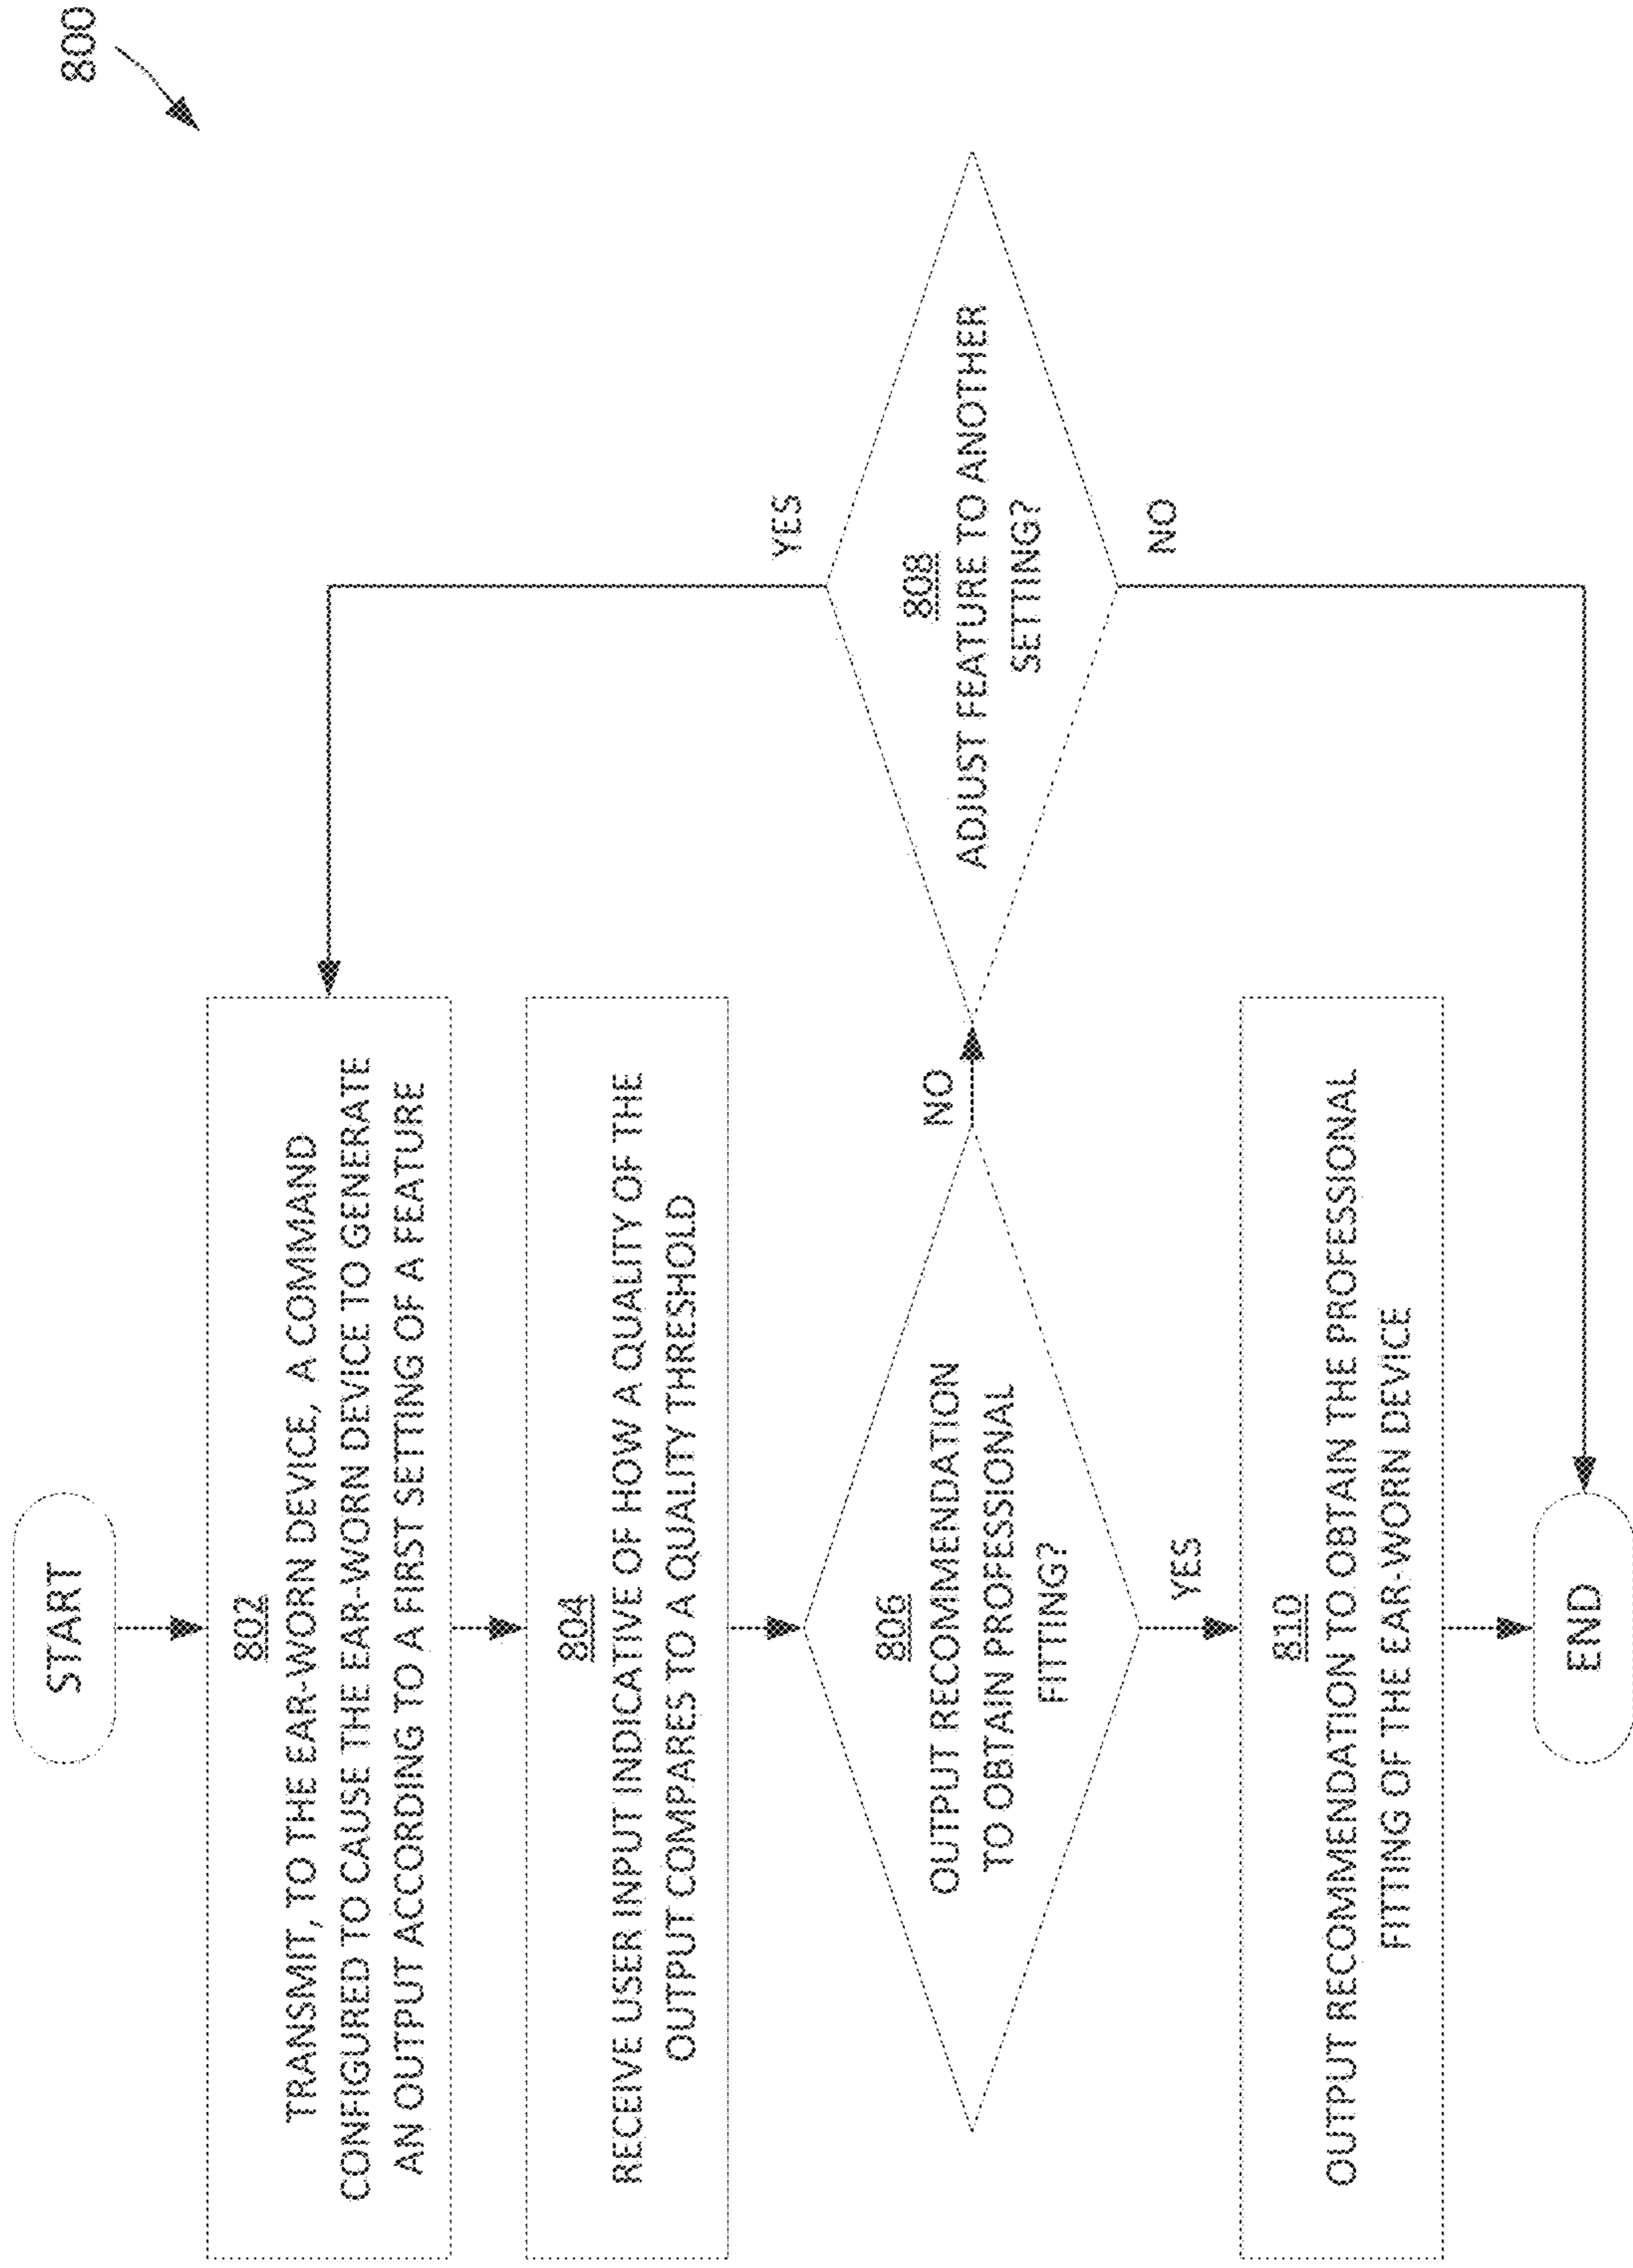 800
START
802
TRANSMIT, TO THE EAR-WORN DEVICE, A COMMAND
CONFIGURED TO CAUSE THE EAR-WORN DEVICE TO GENERATE
AN OUTPUT ACCORDING TO A FIRST SETTING OF A FEATURE
804
RECEIVE USER INPUT INDICATIVE OF HOW A QUALITY OF THE
OUTPUT COMPARES TO A QUALITY THRESHOLD
806
OUTPUT RECOMMENDATION
TO OBTAIN PROFESSIONAL
FITTING?
NO
YES
808
ADJUST FEATURE TO ANOTHER
SETTING?
YES
NO
810
OUTPUT RECOMMENDATION TO OBTAIN THE PROFESSIONAL
FITTING OF THE EAR-WORN DEVICE
END